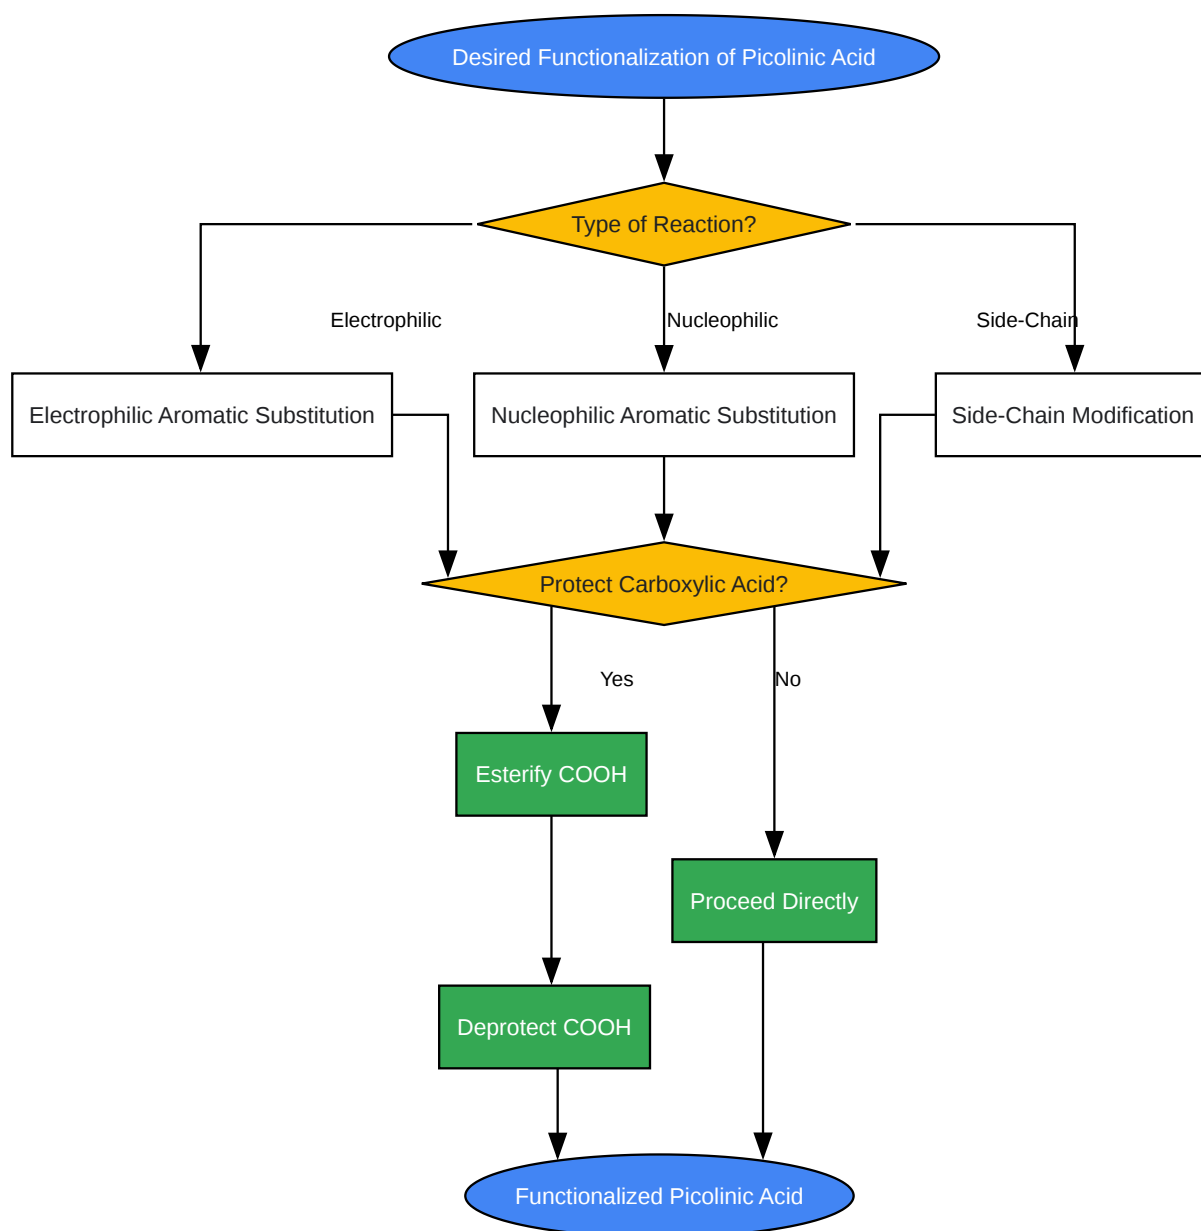 Desired Functionalization of Picolinic Acid
Type of Reaction?
Electrophilic
Nucleophilic
Side-Chain
Electrophilic Aromatic Substitution
Nucleophilic Aromatic Substitution
Side-Chain Modification
Protect Carboxylic Acid?
Yes
No
Esterify COOH
Proceed Directly
Deprotect COOH
Functionalized Picolinic Acid